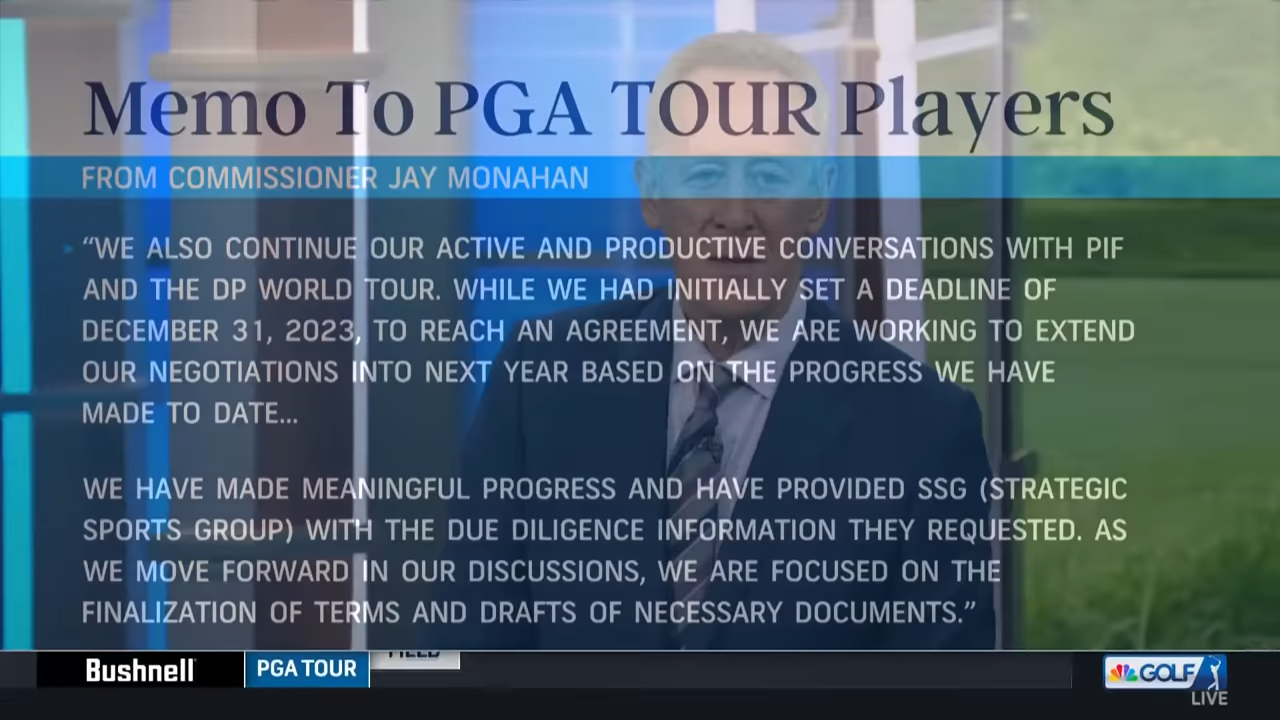 Memo To PGA TOUR Players
FROM COMMISSIONER JAY MONAHAN
“WE ALSO CONTINUE OUR ACTIVE AND PRODUCTIVE CONVERSATIONS WITH PIF
AND THE DP WORLD TOUR. WHILE WE HAD INITIALLY SET A DEADLINE OF
DECEMBER 31, 2023, TO REACH AN AGREEMENT, WE ARE WORKING TO EXTEND
OUR NEGOTIATIONS INTO NEXT YEAR BASED ON THE PROGRESS WE HAVE
MADE TO DATE...
WE HAVE MADE MEANINGFUL PROGRESS AND HAVE PROVIDED SSG (STRATEGIC
SPORTS GROUP) WITH THE DUE DILIGENCE INFORMATION THEY REQUESTED. AS
WE MOVE FORWARD IN OUR DISCUSSIONS, WE ARE FOCUSED ON THE
FINALIZATION OF TERMS AND DRAFTS OF NECESSARY DOCUMENTS.”
Bushnell PGA TOUR GOLF
LIVE